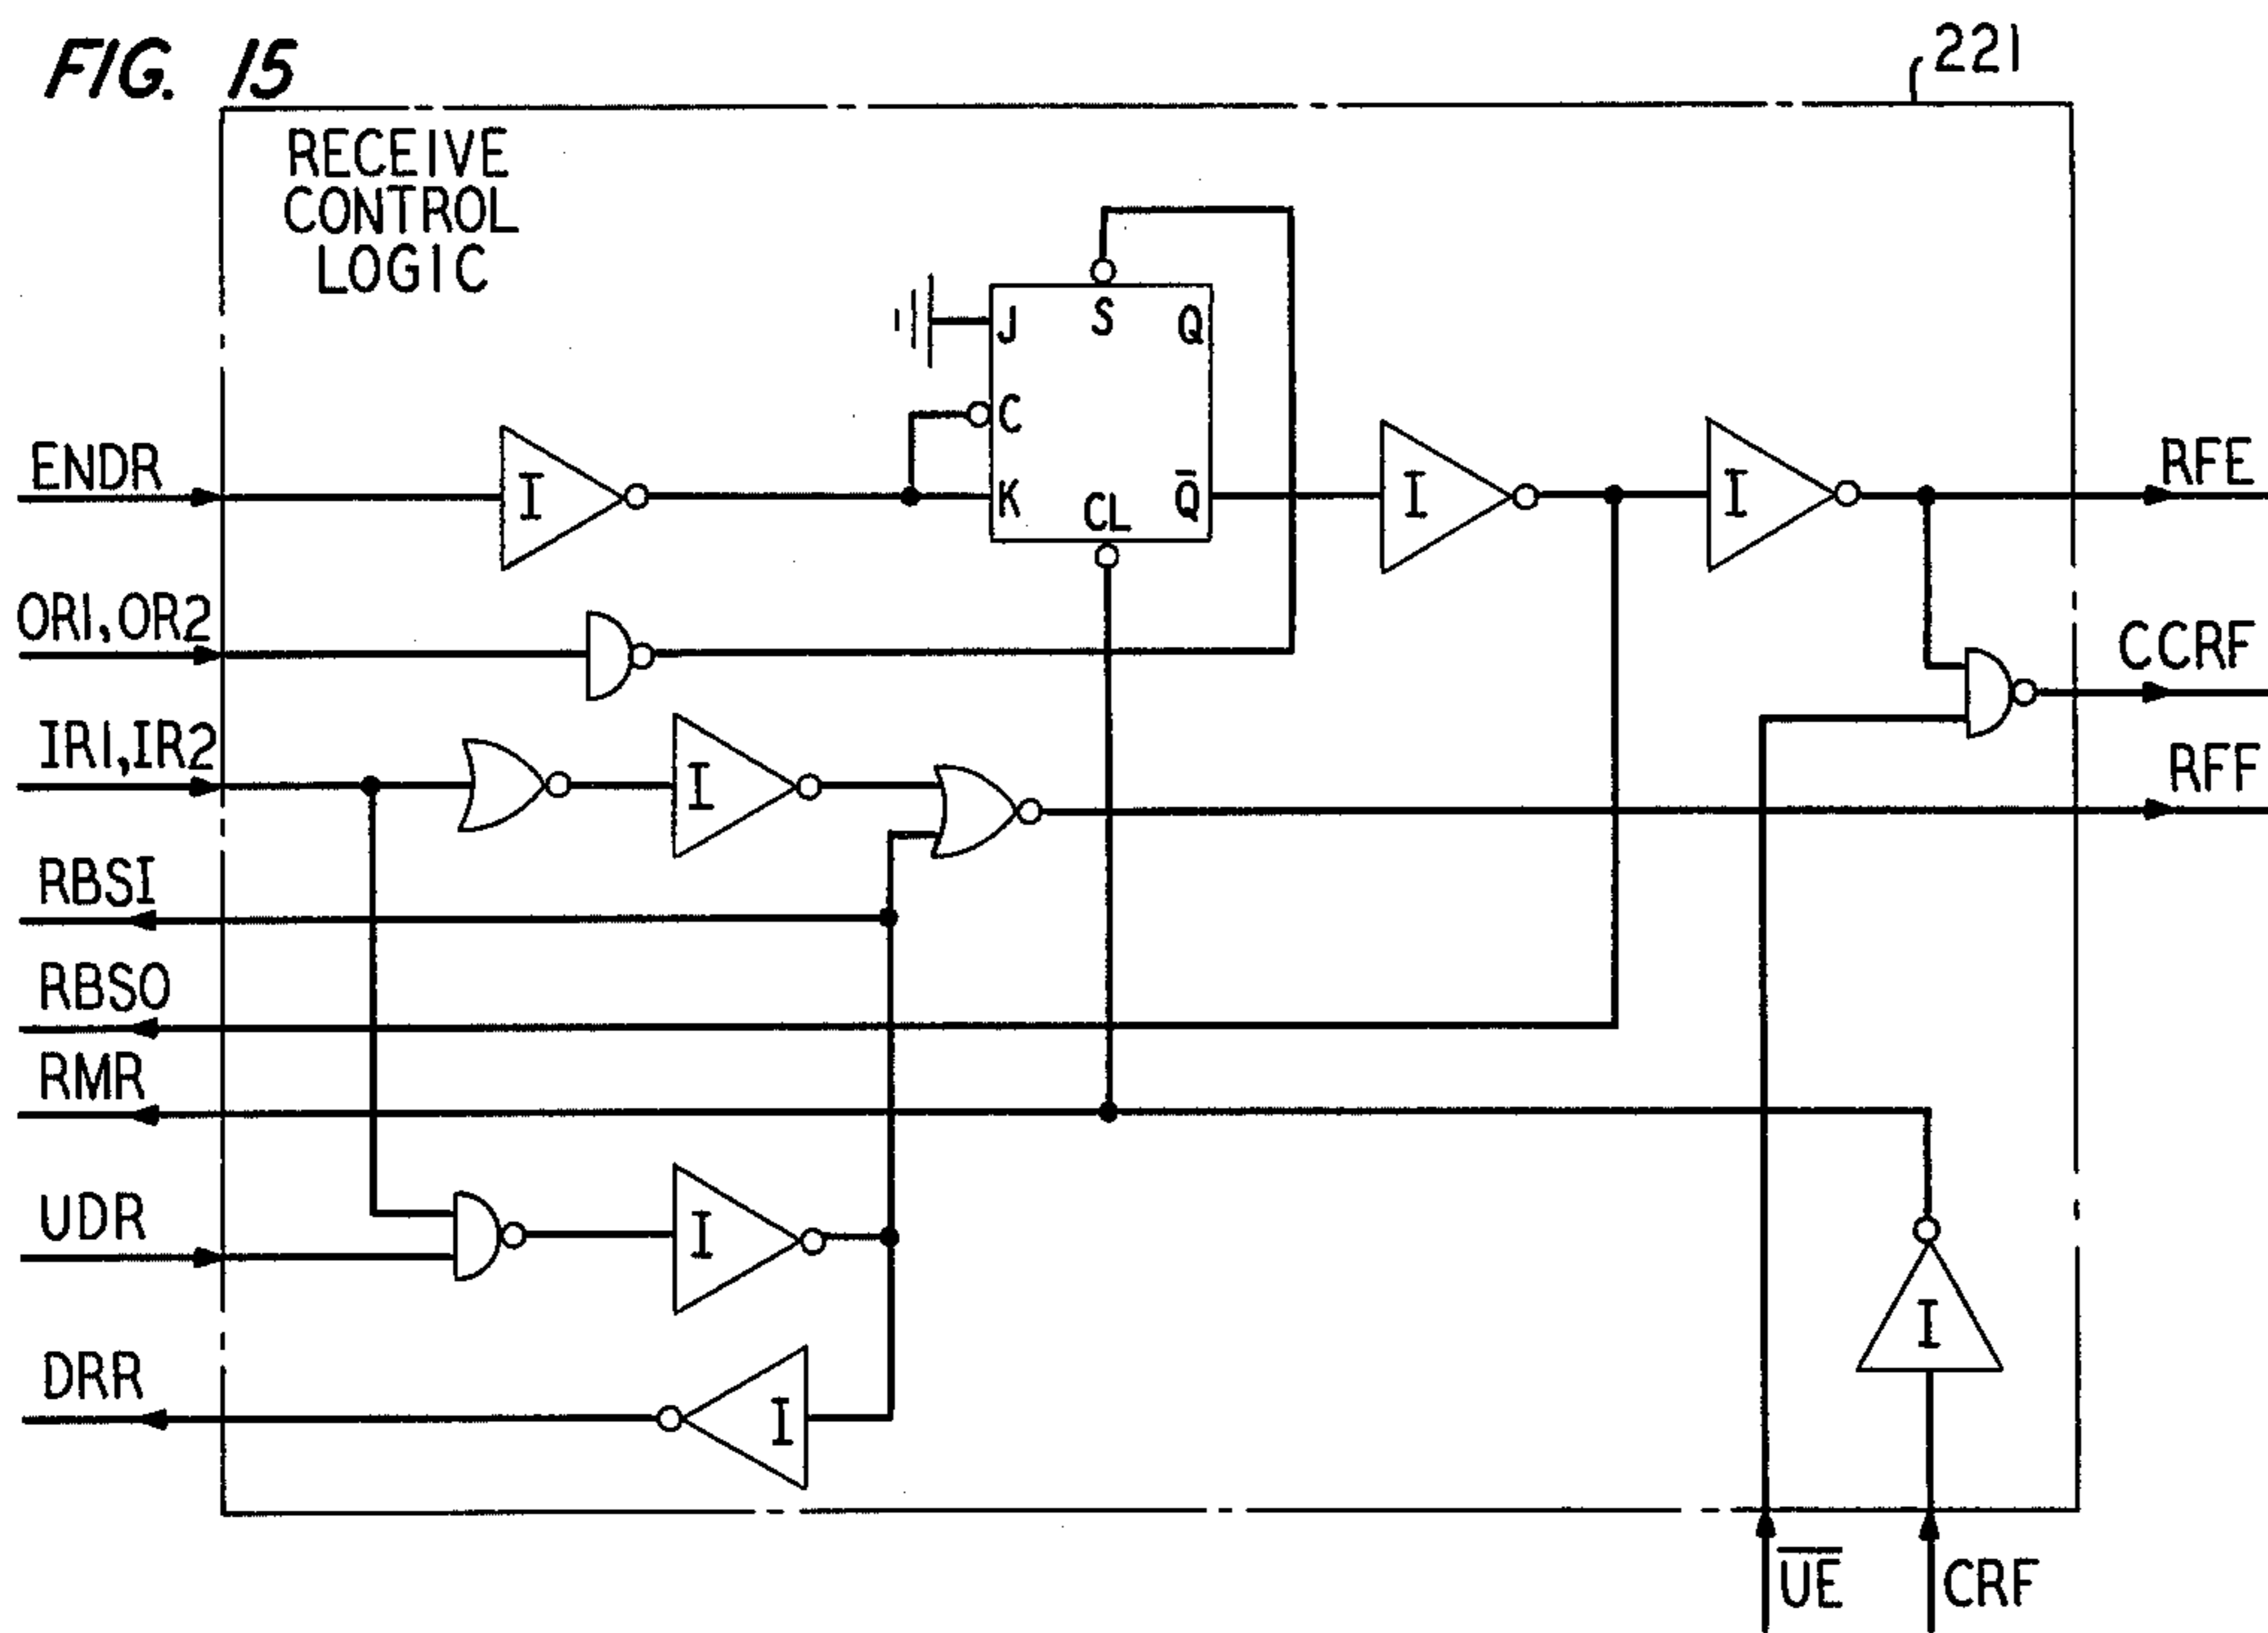 FIG. 15
221
RECEIVE
CONTROL
LOGIC
J
S
Q
C
K
CL
Q̅
ENDR
I
I
I
RFE
OR1,OR2
CCRF
IR1,IR2
I
RFF
RBSI
RBSO
RMR
UDR
I
I
DRR
I
U̅E̅
CRF